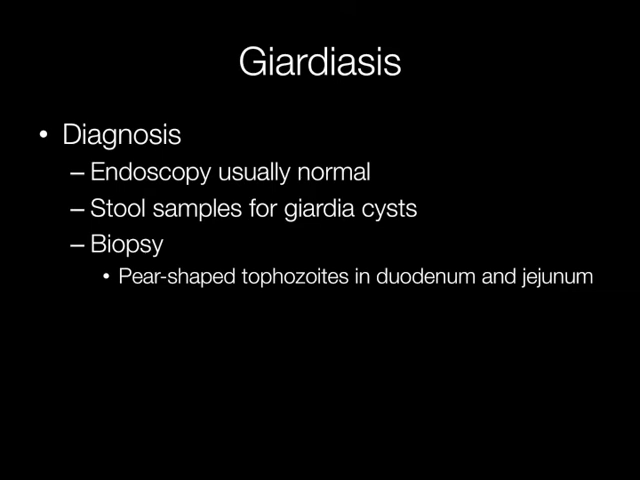 Giardiasis
• Diagnosis
– Endoscopy usually normal
– Stool samples for giardia cysts
– Biopsy
• Pear-shaped tophozoites in duodenum and jejunum